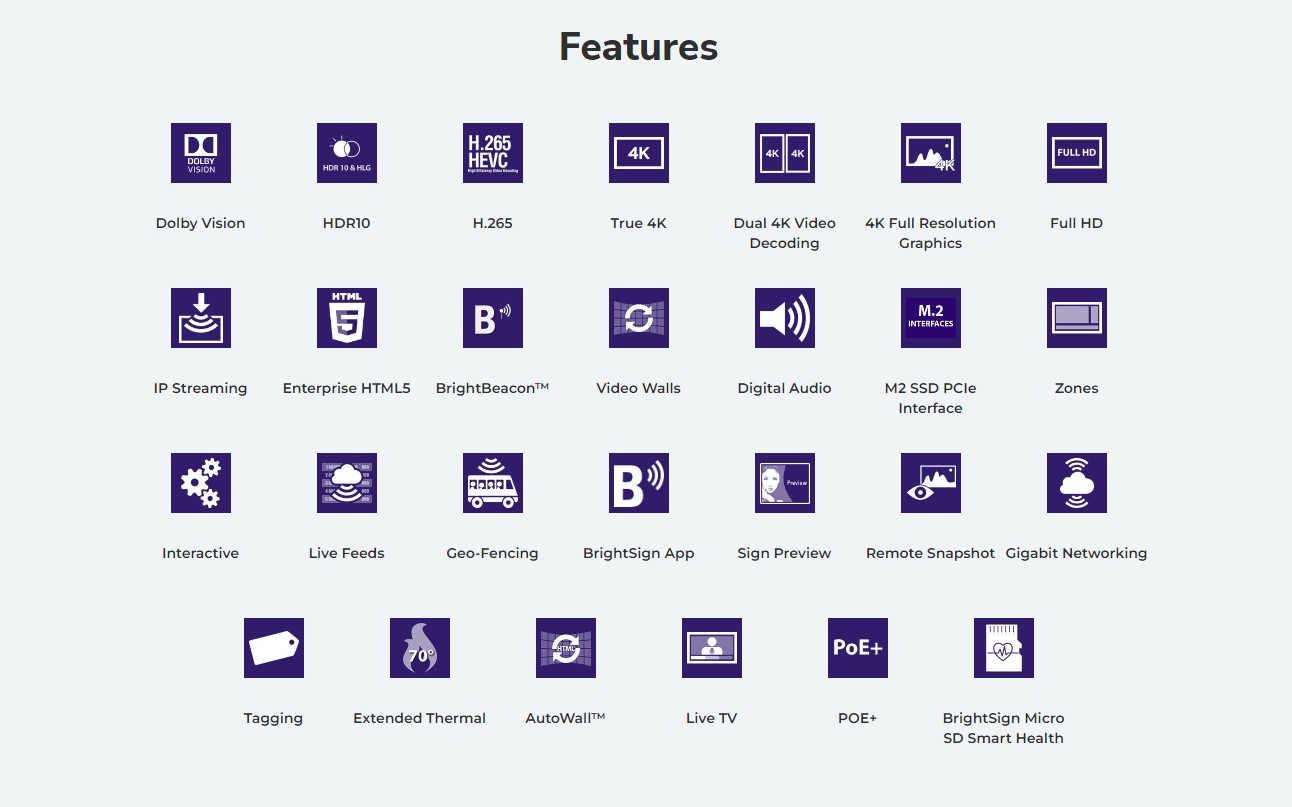 Features
DOLBY
VISION
HDR 10 & HLG
H.265
HEVC
High Efficiency Video Decoding
4K
4K 4K
4K
FULL HD
Dolby Vision
HDR10
H.265
True 4K
Dual 4K Video
Decoding
4K Full Resolution
Graphics
Full HD
HTML
5
B
M.2
INTERFACES
IP Streaming
Enterprise HTML5
BrightBeacon™
Video Walls
Digital Audio
M2 SSD PCIe
Interface
Zones
B
Preview
Interactive
Live Feeds
Geo-Fencing
BrightSign App
Sign Preview
Remote Snapshot
Gigabit Networking
70°
HTML
PoE+
Tagging
Extended Thermal
AutoWall™
Live TV
POE+
BrightSign Micro
SD Smart Health